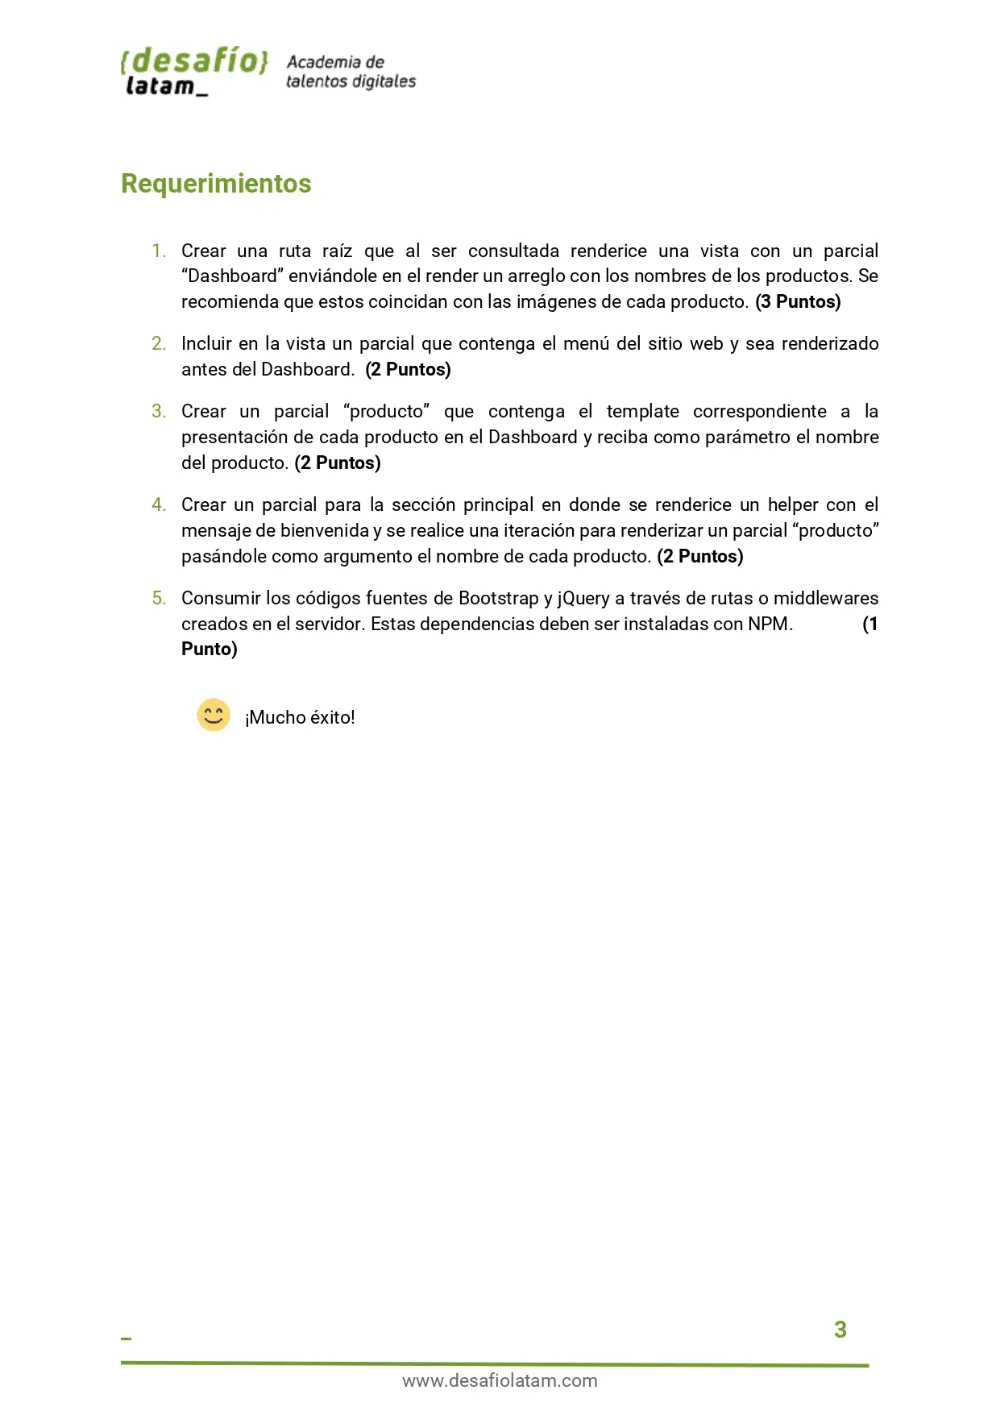 {desafío}
latam_
Academia de
talentos digitales
Requerimientos
1. Crear una ruta raíz que al ser consultada renderice una vista con un parcial
“Dashboard” enviándole en el render un arreglo con los nombres de los productos. Se
recomienda que estos coincidan con las imágenes de cada producto. (3 Puntos)
2. Incluir en la vista un parcial que contenga el menú del sitio web y sea renderizado
antes del Dashboard. (2 Puntos)
3. Crear un parcial “producto” que contenga el template correspondiente a la
presentación de cada producto en el Dashboard y reciba como parámetro el nombre
del producto. (2 Puntos)
4. Crear un parcial para la sección principal en donde se renderice un helper con el
mensaje de bienvenida y se realice una iteración para renderizar un parcial “producto”
pasándole como argumento el nombre de cada producto. (2 Puntos)
5. Consumir los códigos fuentes de Bootstrap y jQuery a través de rutas o middlewares
creados en el servidor. Estas dependencias deben ser instaladas con NPM. (1
Punto)
¡Mucho éxito!
_
3
www.desafiolatam.com